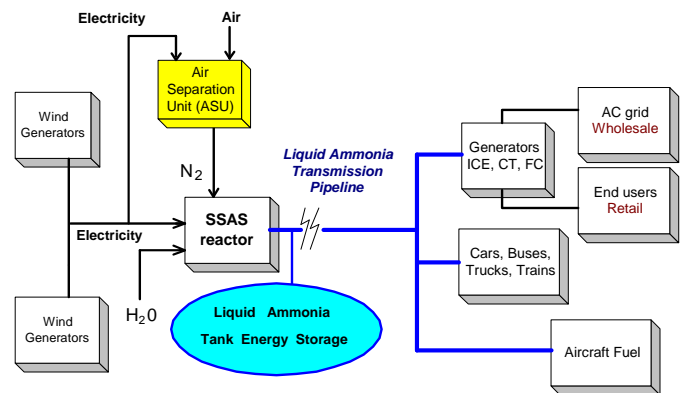 Electricity
Air
Air
Separation
Unit (ASU)
Wind
Generators
N2
Liquid Ammonia
Transmission
Pipeline
Generators
ICE, CT, FC
AC grid
Wholesale
End users
Retail
Electricity
SSAS
reactor
Cars, Buses,
Trucks, Trains
H20
Wind
Generators
Liquid Ammonia
Tank Energy Storage
Aircraft Fuel